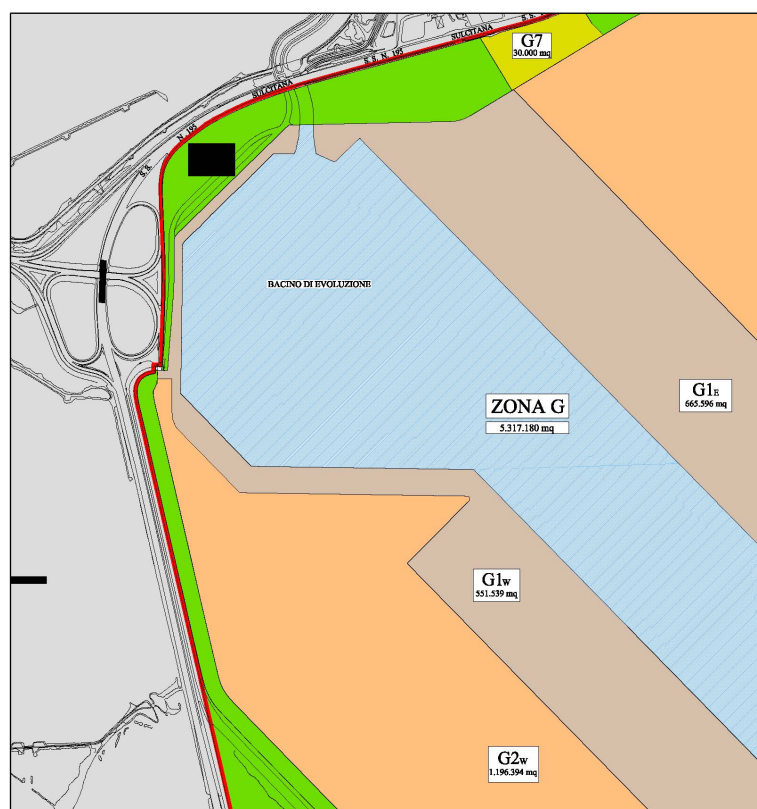 G7
30.000 mq
S. S.
SULCITANA
S. S. N. 195
SULCITANA
N. 195
S. S.
BACINO DI EVOLUZIONE
G1E
665.596 mq
ZONA G
5.317.180 mq
G1w
551.539 mq
G2w
1.196.394 mq